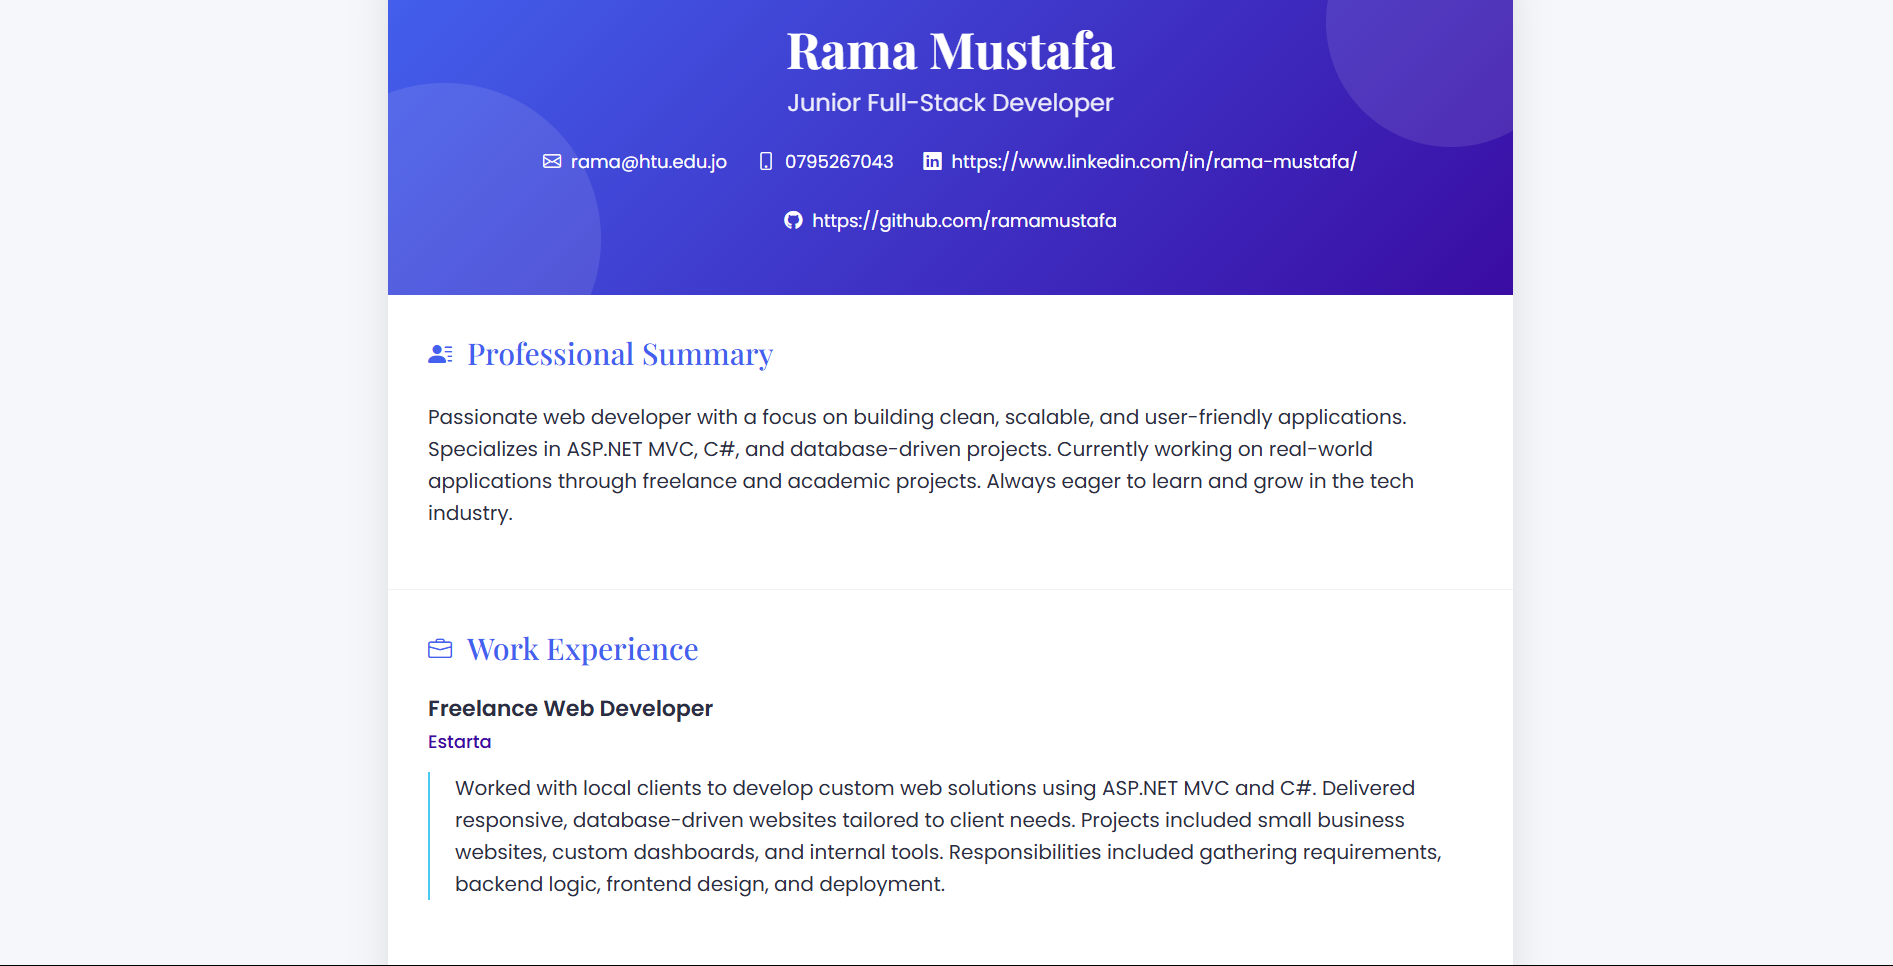 Rama Mustafa
Junior Full-Stack Developer
rama@htu.edu.jo 0795267043 https://www.linkedin.com/in/rama-mustafa/
https://github.com/ramamustafa
Professional Summary
Passionate web developer with a focus on building clean, scalable, and user-friendly applications.
Specializes in ASP.NET MVC, C#, and database-driven projects. Currently working on real-world
applications through freelance and academic projects. Always eager to learn and grow in the tech
industry.
Work Experience
Freelance Web Developer
Estarta
Worked with local clients to develop custom web solutions using ASP.NET MVC and C#. Delivered
responsive, database-driven websites tailored to client needs. Projects included small business
websites, custom dashboards, and internal tools. Responsibilities included gathering requirements,
backend logic, frontend design, and deployment.